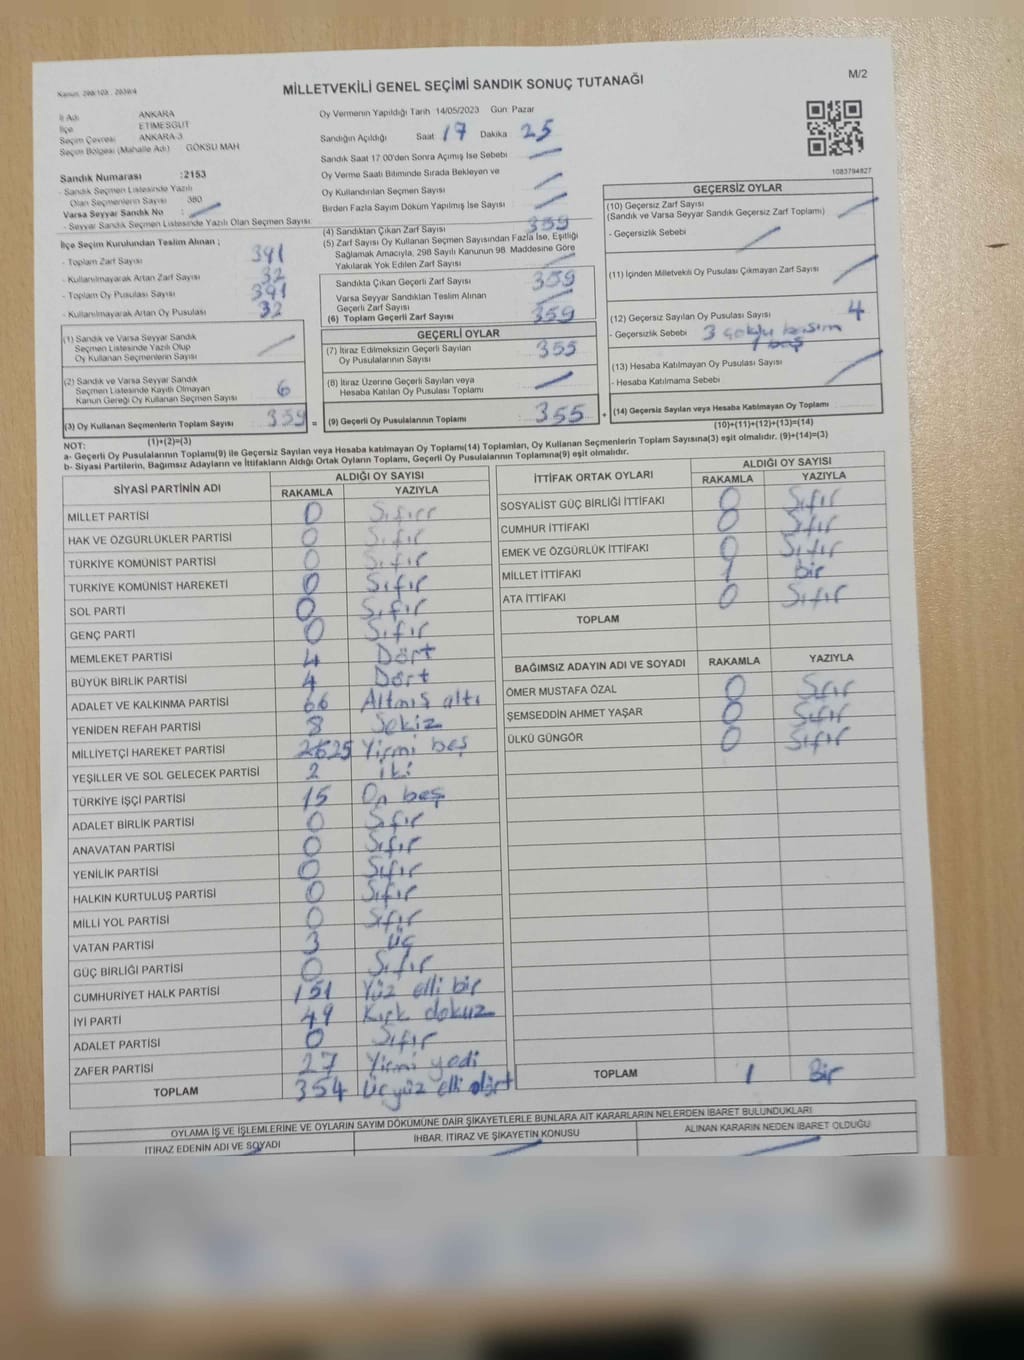 Kanun, 298/103 - 2839/4
MİLLETVEKİLİ GENEL SEÇİMİ SANDIK SONUÇ TUTANAĞI
M/2
İl Adı ANKARA
İlçe ETİMESGUT
Seçim Çevresi ANKARA-3
Seçim Bölgesi (Mahalle Adı) GÖKSU MAH
Sandık Numarası :2153
- Sandık Seçmen Listesinde Yazılı
Olan Seçmenlerin Sayısı 380
Varsa Seyyar Sandık No :
- Seyyar Sandık Seçmen Listesinde Yazılı Olan Seçmen Sayısı:
İlçe Seçim Kurulundan Teslim Alınan ;
- Toplam Zarf Sayısı 391
- Kullanılmayarak Artan Zarf Sayısı 32
- Toplam Oy Pusulası Sayısı 391
- Kullanılmayarak Artan Oy Pusulası 32
(1) Sandık ve Varsa Seyyar Sandık
Seçmen Listesinde Yazılı Olup
Oy Kullanan Seçmenlerin Sayısı
(2) Sandık ve Varsa Seyyar Sandık
Seçmen Listesinde Kayıtlı Olmayan
Kanun Gereği Oy Kullanan Seçmen Sayısı 6
(3) Oy Kullanan Seçmenlerin Toplam Sayısı 359 =
(1)+(2)=(3)
Oy Vermenin Yapıldığı Tarih 14/05/2023 Gün: Pazar
Sandığın Açıldığı Saat 17 Dakika 25
Sandık Saat 17:00'den Sonra Açımış İse Sebebi
Oy Verme Saati Bitiminde Sırada Bekleyen ve
Oy Kullandırılan Seçmen Sayısı
Birden Fazla Sayım Döküm Yapılmış İse Sayısı
(4) Sandıktan Çıkan Zarf Sayısı 359
(5) Zarf Sayısı Oy Kullanan Seçmen Sayısından Fazla İse, Eşitliği
Sağlamak Amacıyla, 298 Sayılı Kanunun 98. Maddesine Göre
Yakılarak Yok Edilen Zarf Sayısı
Sandıkta Çıkan Geçerli Zarf Sayısı 359
Varsa Seyyar Sandıktan Teslim Alınan
Geçerli Zarf Sayısı
(6) Toplam Geçerli Zarf Sayısı 359
GEÇERLİ OYLAR
(7) İtiraz Edilmeksizin Geçerli Sayılan
Oy Pusulalarının Sayısı 355
(8) İtiraz Üzerine Geçerli Sayılan veya
Hesaba Katılan Oy Pusulası Toplamı
(9) Geçerli Oy Pusulalarının Toplamı 355 +
1083794827
GEÇERSİZ OYLAR
(10) Geçersiz Zarf Sayısı
(Sandık ve Varsa Seyyar Sandık Geçersiz Zarf Toplamı)
- Geçersizlik Sebebi
(11) İçinden Milletvekili Oy Pusulası Çıkmayan Zarf Sayısı
(12) Geçersiz Sayılan Oy Pusulası Sayısı 4
- Geçersizlik Sebebi 3 çoklu basım
1 boş
(13) Hesaba Katılmayan Oy Pusulası Sayısı
- Hesaba Katılmama Sebebi
(14) Geçersiz Sayılan veya Hesaba Katılmayan Oy Toplamı
(10)+(11)+(12)+(13)=(14)
NOT:
a- Geçerli Oy Pusulalarının Toplamı(9) ile Geçersiz Sayılan veya Hesaba katılmayan Oy Toplamı(14) Toplamları, Oy Kullanan Seçmenlerin Toplam Sayısına(3) eşit olmalıdır. (9)+(14)=(3)
b- Siyasi Partilerin, Bağımsız Adayların ve İttifakların Aldığı Ortak Oyların Toplamı, Geçerli Oy Pusulalarının Toplamına(9) eşit olmalıdır.
SİYASİ PARTİNİN ADI ALDIĞI OY SAYISI
RAKAMLA YAZIYLA
MİLLET PARTİSİ 0 Sıfır
HAK VE ÖZGÜRLÜKLER PARTİSİ 0 Sıfır
TÜRKİYE KOMÜNİST PARTİSİ 0 Sıfır
TÜRKİYE KOMÜNİST HAREKETİ 0 Sıfır
SOL PARTİ 0 Sıfır
GENÇ PARTİ 0 Sıfır
MEMLEKET PARTİSİ 4 Dört
BÜYÜK BİRLİK PARTİSİ 4 Dört
ADALET VE KALKINMA PARTİSİ 66 Altmış altı
YENİDEN REFAH PARTİSİ 8 Sekiz
MİLLİYETÇİ HAREKET PARTİSİ 25 Yirmi beş
YEŞİLLER VE SOL GELECEK PARTİSİ 2 İki
TÜRKİYE İŞÇİ PARTİSİ 15 On beş
ADALET BİRLİK PARTİSİ 0 Sıfır
ANAVATAN PARTİSİ 0 Sıfır
YENİLİK PARTİSİ 0 Sıfır
HALKIN KURTULUŞ PARTİSİ 0 Sıfır
MİLLİ YOL PARTİSİ 0 Sıfır
VATAN PARTİSİ 3 üç
GÜÇ BİRLİĞİ PARTİSİ 0 Sıfır
CUMHURİYET HALK PARTİSİ 151 Yüz elli bir
İYİ PARTİ 49 Kırk dokuz
ADALET PARTİSİ 0 Sıfır
ZAFER PARTİSİ 27 Yirmi yedi
TOPLAM 354 Üçyüz elli dört
İTTİFAK ORTAK OYLARI ALDIĞI OY SAYISI
RAKAMLA YAZIYLA
SOSYALİST GÜÇ BİRLİĞİ İTTİFAKI 0 Sıfır
CUMHUR İTTİFAKI 0 Sıfır
EMEK VE ÖZGÜRLÜK İTTİFAKI 0 Sıfır
MİLLET İTTİFAKI 1 bir
ATA İTTİFAKI 0 Sıfır
TOPLAM
BAĞIMSIZ ADAYIN ADI VE SOYADI RAKAMLA YAZIYLA
ÖMER MUSTAFA ÖZAL 0 Sıfır
ŞEMSEDDİN AHMET YAŞAR 0 Sıfır
ÜLKÜ GÜNGÖR 0 Sıfır
TOPLAM 1 Bir
OYLAMA İŞ VE İŞLEMLERİNE VE OYLARIN SAYIM DÖKÜMÜNE DAİR ŞİKAYETLERLE BUNLARA AİT KARARLARIN NELERDEN İBARET BULUNDUKLARI
İTİRAZ EDENİN ADI VE SOYADI İHBAR, İTİRAZ VE ŞİKAYETİN KONUSU ALINAN KARARIN NEDEN İBARET OLDUĞU